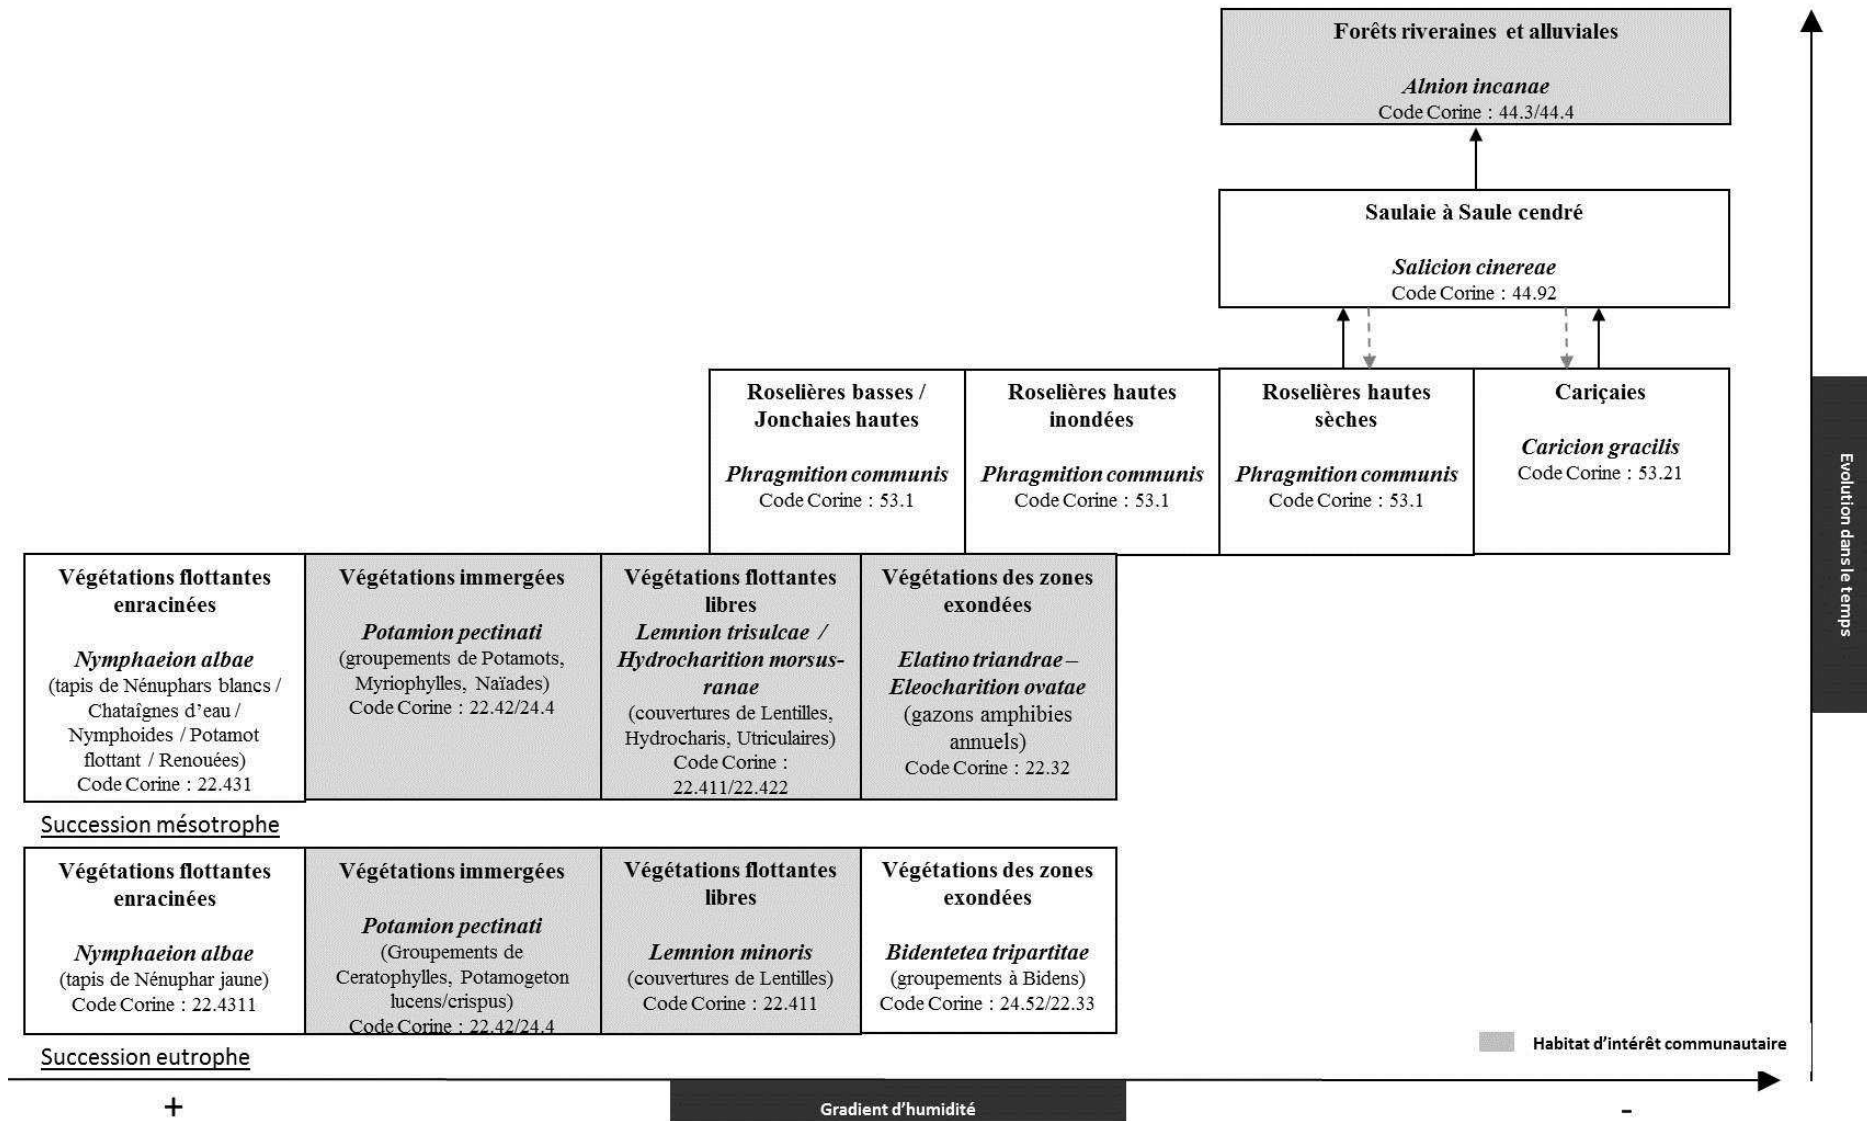 Forêts riveraines et alluviales
Alnion incanae
Code Corine : 44.3/44.4
Saulaie à Saule cendré
Salicion cinereae
Code Corine : 44.92
Roselières basses /
Jonchaies hautes
Phragmition communis
Code Corine : 53.1
Roselières hautes
inondées
Phragmition communis
Code Corine : 53.1
Roselières hautes
sèches
Phragmition communis
Code Corine : 53.1
Cariçaies
Caricion gracilis
Code Corine : 53.21
Végétations flottantes
enracinées
Nymphaeion albae
(tapis de Nénuphars blancs /
Chataîgnes d'eau /
Nymphoides / Potamot
flottant / Renouées)
Code Corine : 22.431
Végétations immergées
Potamion pectinati
(groupements de Potamots,
Myriophylles, Naïades)
Code Corine : 22.42/24.4
Végétations flottantes
libres
Lemnion trisulcae /
Hydrocharition morsus-
ranae
(couvertures de Lentilles,
Hydrocharis, Utriculaires)
Code Corine :
22.411/22.422
Végétations des zones
exondées
Elatino triandrae –
Eleocharition ovatae
(gazons amphibies
annuels)
Code Corine : 22.32
Succession mésotrophe
Végétations flottantes
enracinées
Nymphaeion albae
(tapis de Nénuphar jaune)
Code Corine : 22.4311
Végétations immergées
Potamion pectinati
(Groupements de
Ceratophylles, Potamogeton
lucens/crispus)
Code Corine : 22.42/24.4
Végétations flottantes
libres
Lemnion minoris
(couvertures de Lentilles)
Code Corine : 22.411
Végétations des zones
exondées
Bidentetea tripartitae
(groupements à Bidens)
Code Corine : 24.52/22.33
Succession eutrophe
Habitat d'intérêt communautaire
Evolution dans le temps
+
Gradient d'humidité
-